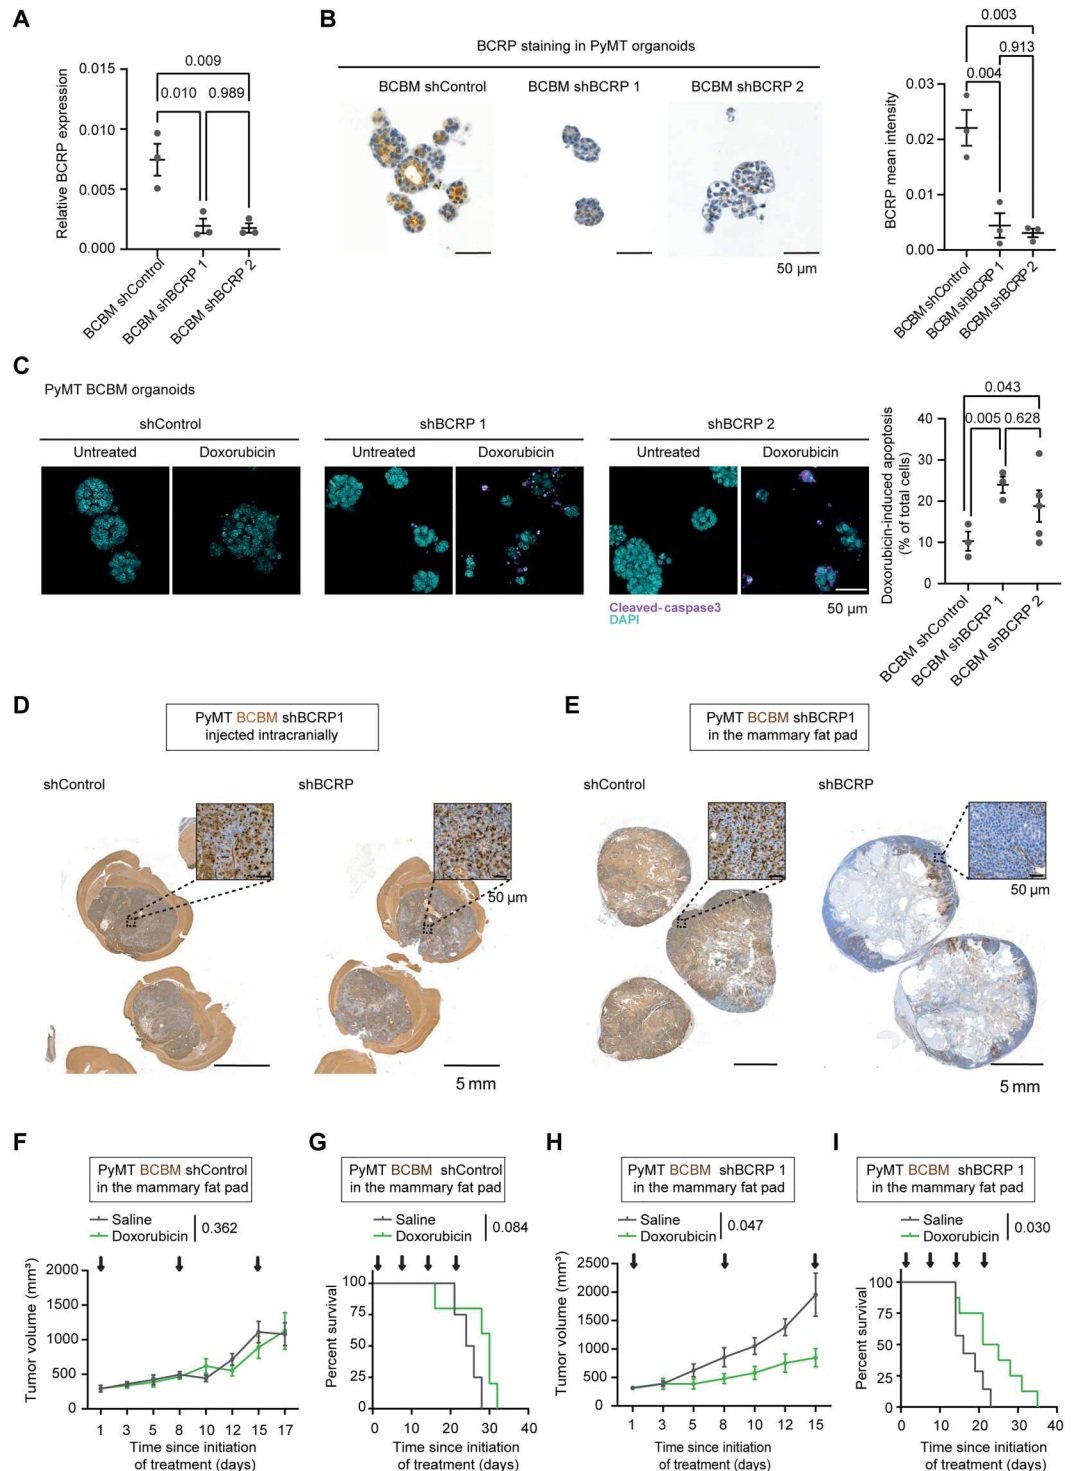 A
0.015
0.010
0.005
0.000
Relative BCRP expression
0.009
0.010
0.989
BCBM shControl
BCBM shBCRP 1
BCBM shBCRP 2
B
BCRP staining in PyMT organoids
BCBM shControl
BCBM shBCRP 1
BCBM shBCRP 2
50 µm
0.003
0.913
0.004
0.03
0.02
0.01
0.00
BCRP mean intensity
BCBM shControl
BCBM shBCRP 1
BCBM shBCRP 2
C
PyMT BCBM organoids
shControl
shBCRP 1
shBCRP 2
Untreated
Doxorubicin
Untreated
Doxorubicin
Untreated
Doxorubicin
Cleaved-caspase3
DAPI
50 µm
0.043
0.005
0.628
40
30
20
10
0
Doxorubicin-induced apoptosis
(% of total cells)
BCBM shControl
BCBM shBCRP 1
BCBM shBCRP 2
D
PyMT BCBM shBCRP1
injected intracranially
shControl
shBCRP
50 µm
5 mm
E
PyMT BCBM shBCRP1
in the mammary fat pad
shControl
shBCRP
50 µm
5 mm
F
PyMT BCBM shControl
in the mammary fat pad
Saline
Doxorubicin
0.362
2000
1500
1000
500
0
Tumor volume (mm³)
1 3 5 8 10 12 15 17
Time since initiation
of treatment (days)
G
PyMT BCBM shControl
in the mammary fat pad
Saline
Doxorubicin
0.084
100
75
50
25
0
Percent survival
0 10 20 30 40
Time since initiation
of treatment (days)
H
PyMT BCBM shBCRP 1
in the mammary fat pad
Saline
Doxorubicin
0.047
2500
2000
1500
1000
500
0
Tumor volume (mm³)
1 3 5 8 10 12 15
Time since initiation
of treatment (days)
I
PyMT BCBM shBCRP 1
in the mammary fat pad
Saline
Doxorubicin
0.030
100
75
50
25
0
Percent survival
0 10 20 30 40
Time since initiation
of treatment (days)